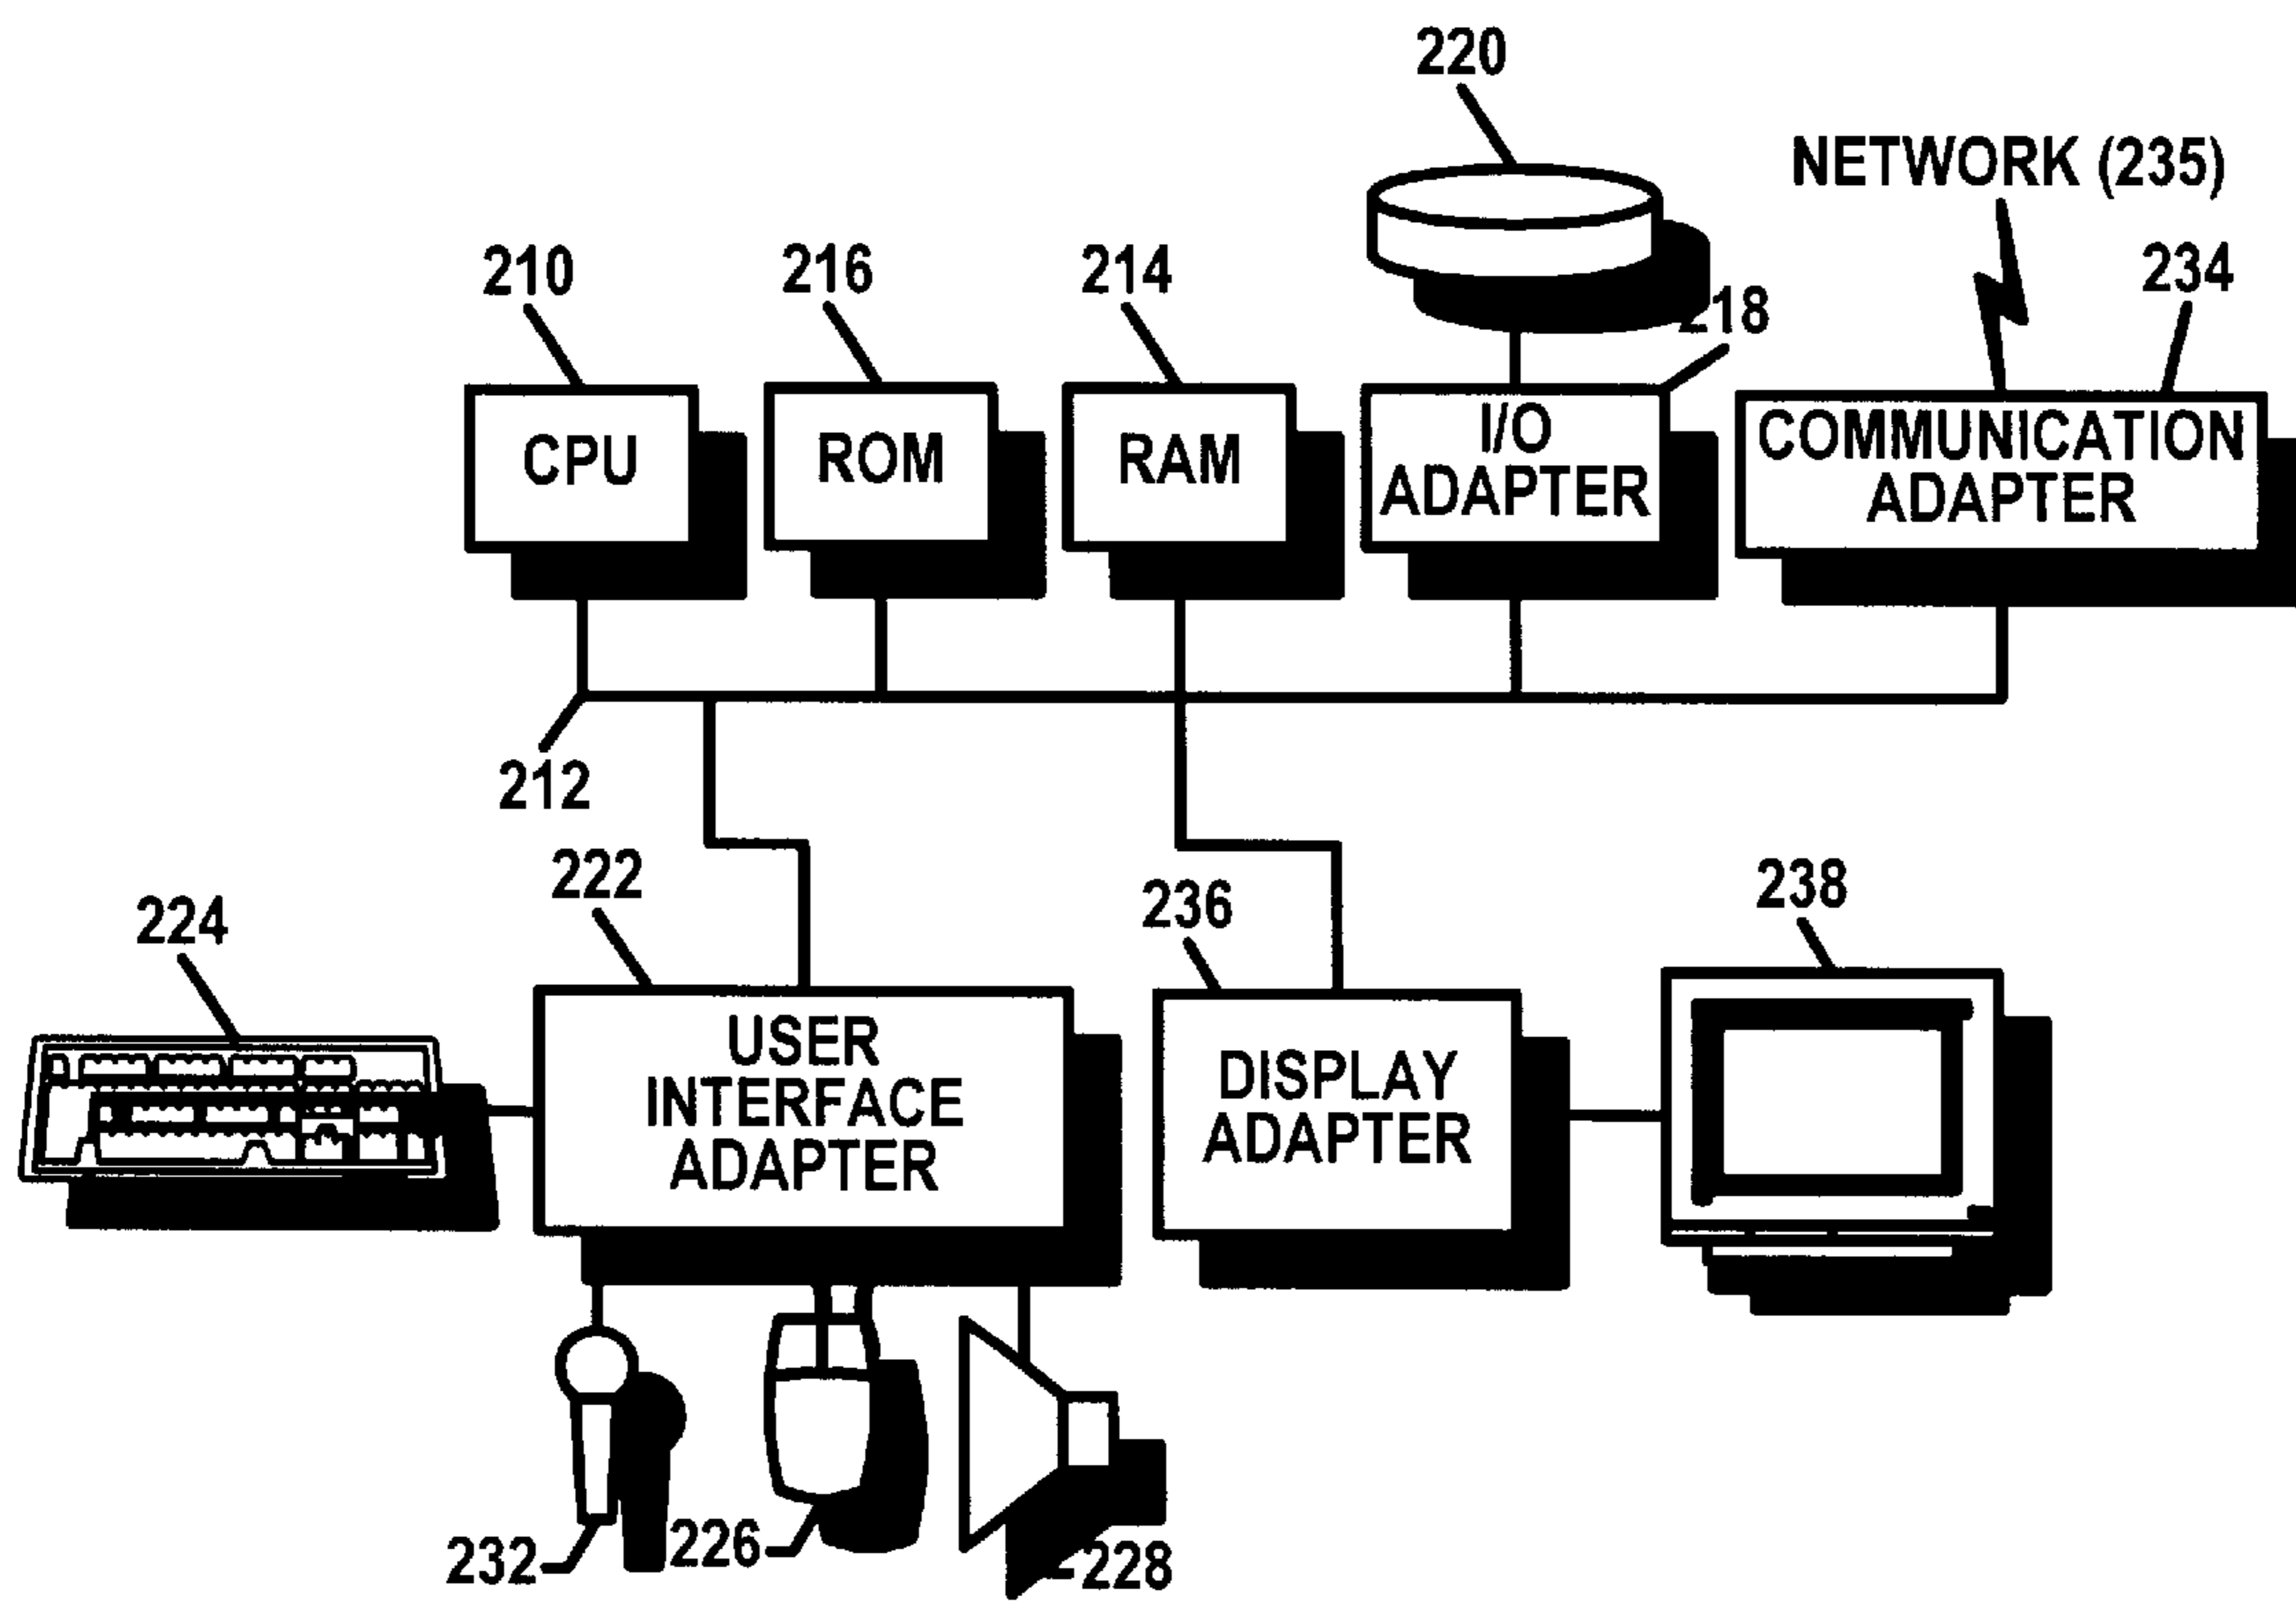 220
NETWORK (235)
210
216
214
218
234
CPU
ROM
RAM
I/O
ADAPTER
COMMUNICATION
ADAPTER
212
222
236
238
224
USER
INTERFACE
ADAPTER
DISPLAY
ADAPTER
232
226
228